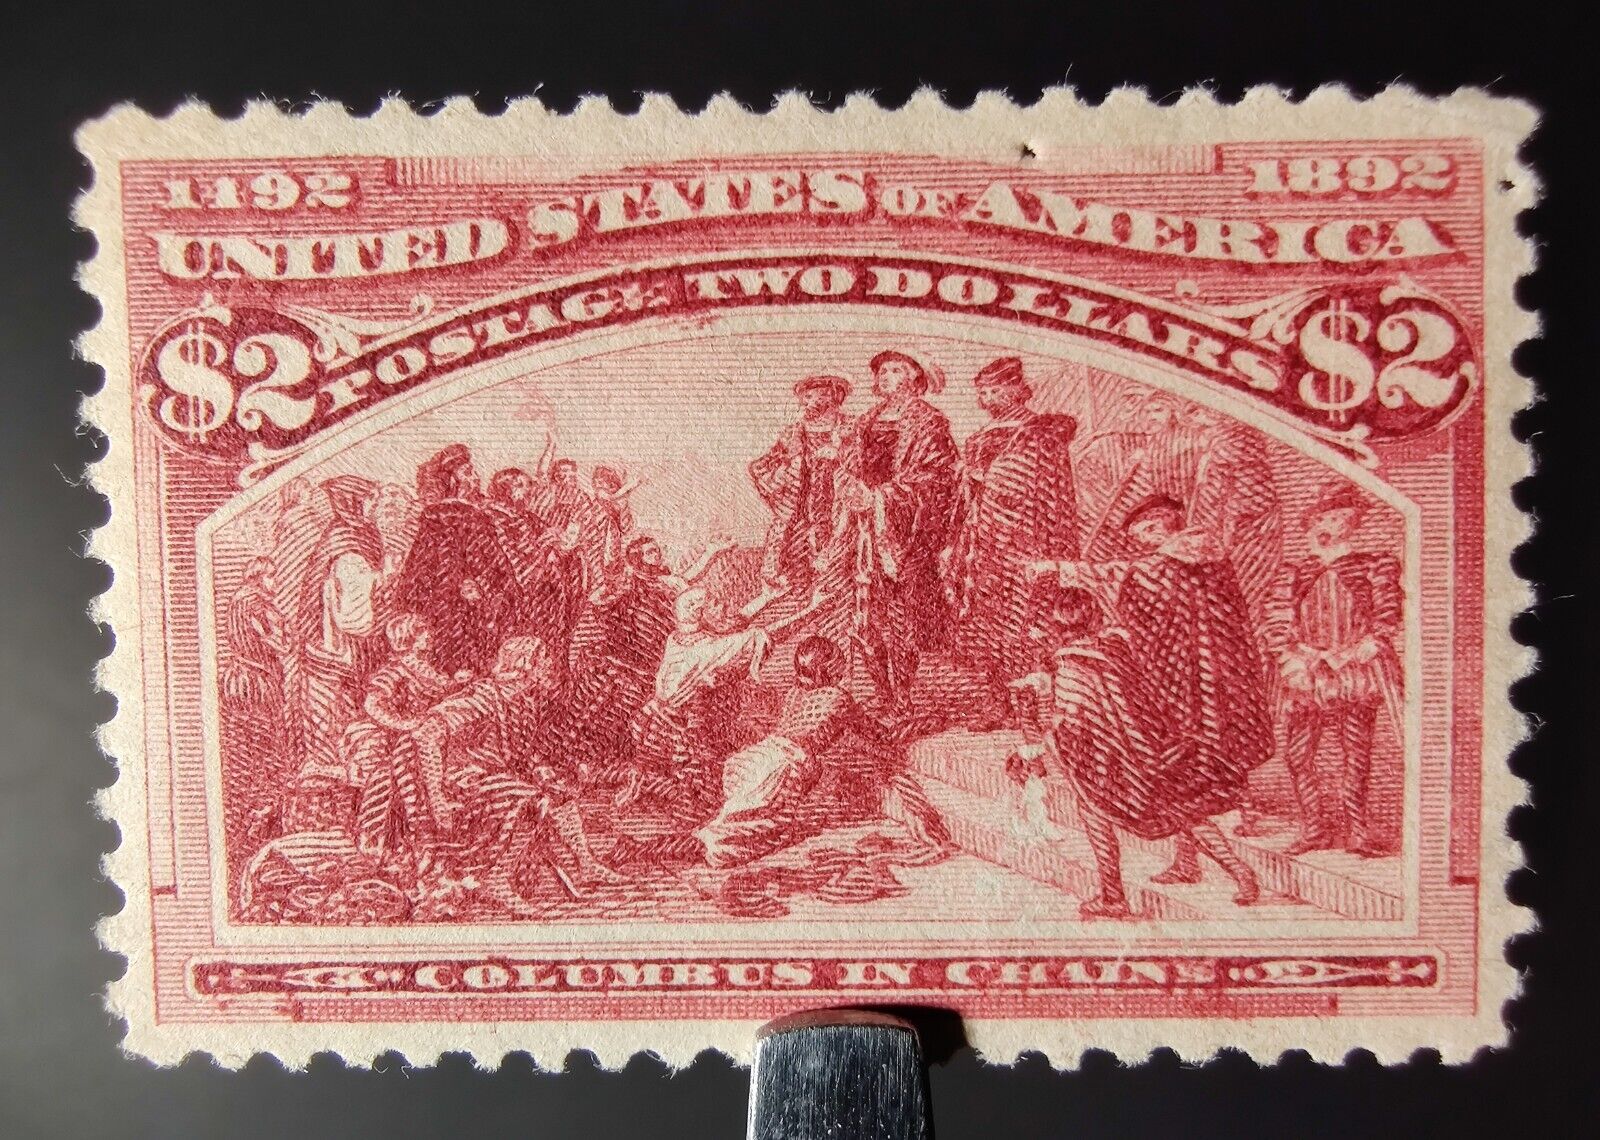 1492 1892
UNITED STATES OF AMERICA
$2 POSTAGE TWO DOLLARS $2
COLUMBUS IN CHAINS